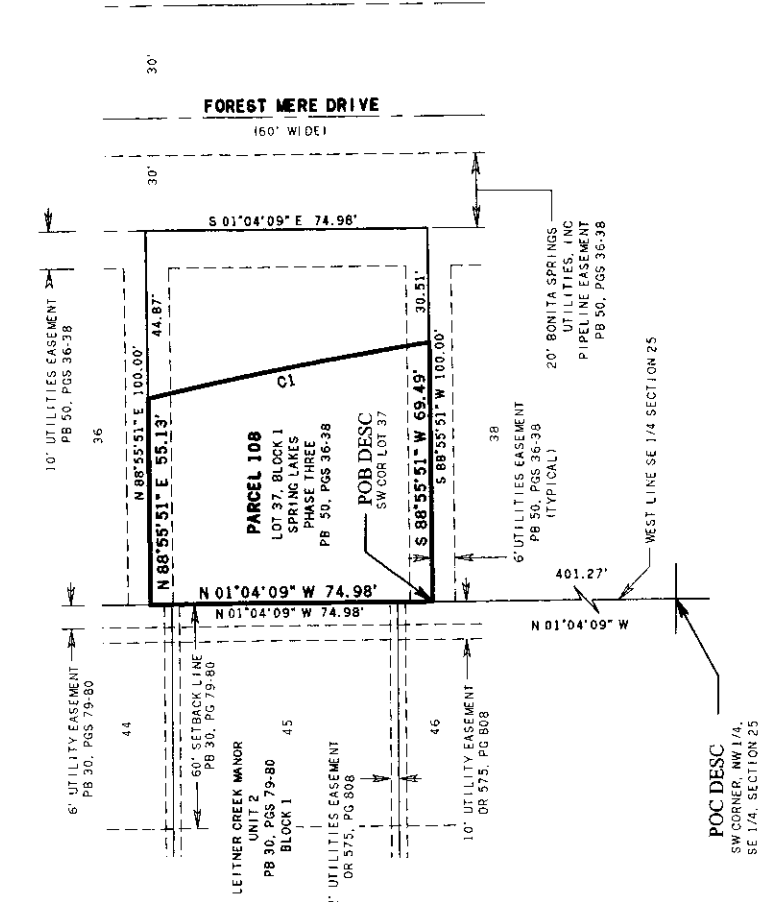 30'
FOREST MERE DRIVE
(60' WIDE)
30'
S 01°04'09" E 74.98'
10' UTILITIES EASEMENT
PB 50, PGS 36-38
36
N 88°55'51" E 100.00'
44.87'
N 88°55'51" E 55.13'
C1
30.51'
S 88°55'51" W 69.49'
S 88°55'51" W 100.00'
PARCEL 108
LOT 37, BLOCK 1
SPRING LAKES
PHASE THREE
PB 50, PGS 36-38
POB DESC
SW COR LOT 37
20' BONITA SPRINGS
UTILITIES, INC
PIPELINE EASEMENT
PB 50, PGS 36-38
38
6' UTILITIES EASEMENT
PB 50, PGS 36-38
(TYPICAL)
WEST LINE SE 1/4 SECTION 25
N 01°04'09" W 74.98'
N 01°04'09" W 74.98'
401.27'
N 01°04'09" W
6' UTILITY EASEMENT
PB 30, PGS 79-80
44
60' SETBACK LINE
PB 30, PG 79-80
LEITNER CREEK MANOR
UNIT 2
PB 30, PGS 79-80
BLOCK 1
45
UTILITIES EASEMENT
OR 575, PG 808
46
10' UTILITY EASEMENT
OR 575, PG 808
POC DESC
SW CORNER, NW 1/4,
SE 1/4, SECTION 25